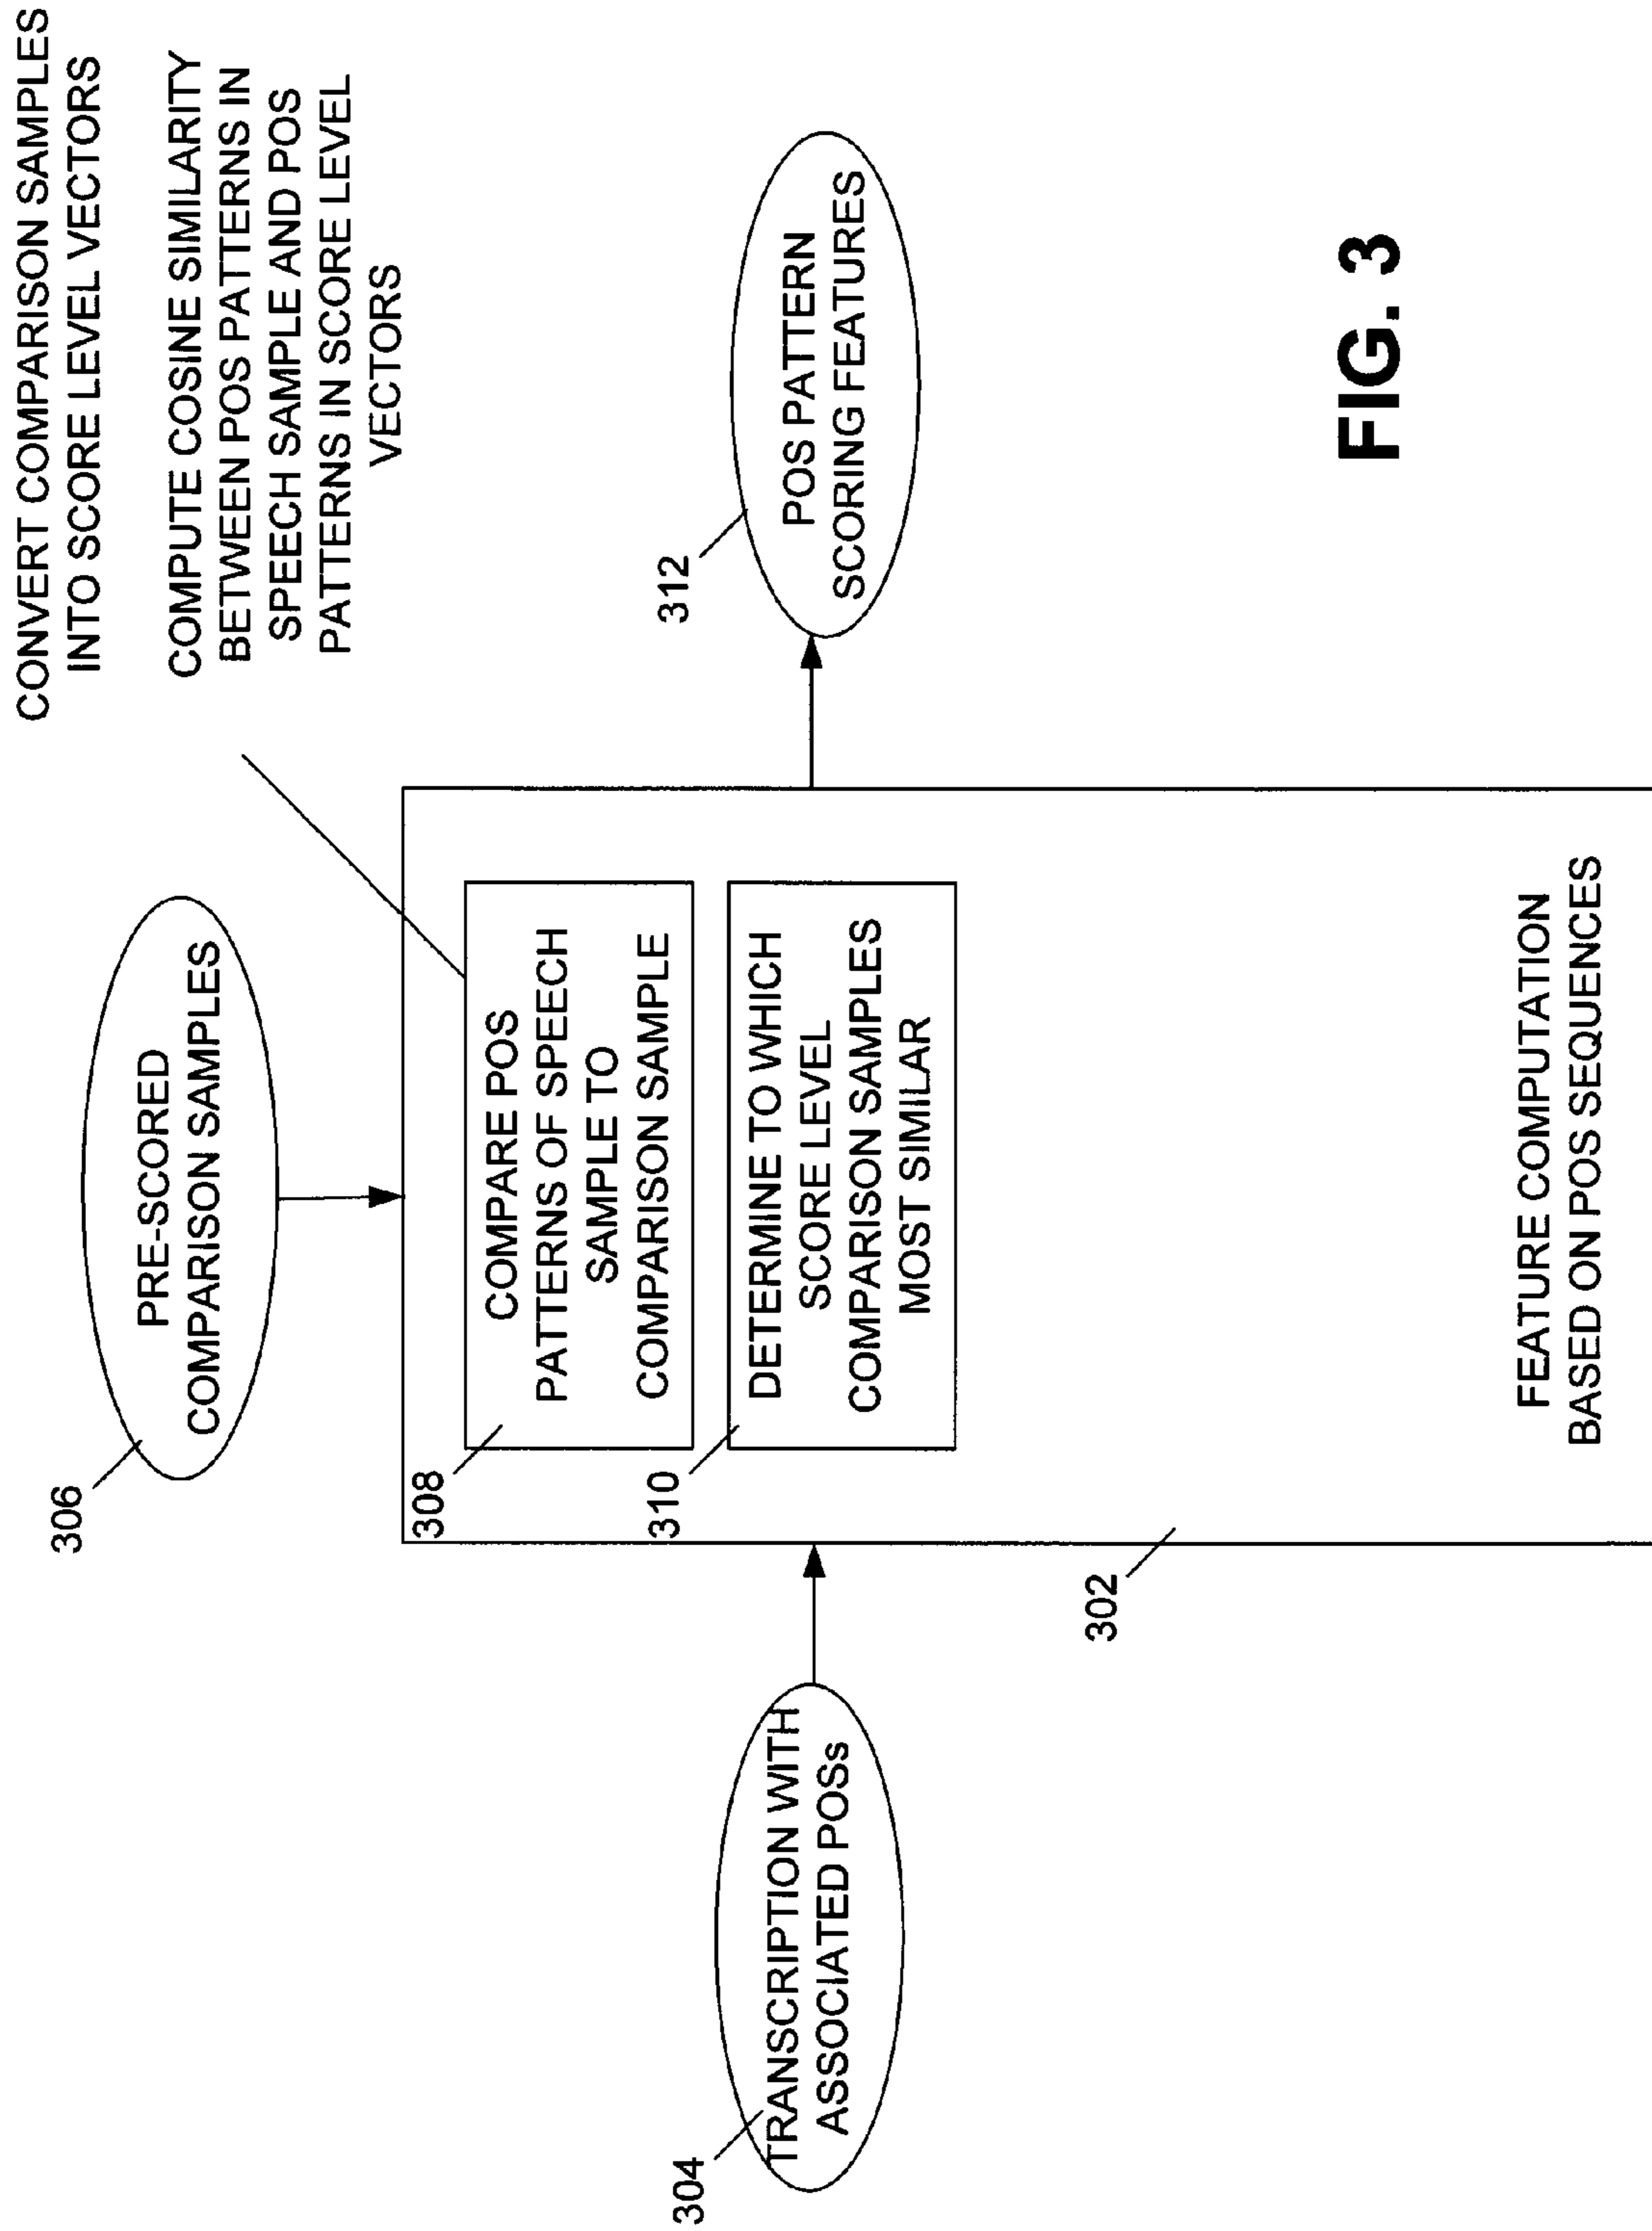 CONVERT COMPARISON SAMPLES
INTO SCORE LEVEL VECTORS
COMPUTE COSINE SIMILARITY
BETWEEN POS PATTERNS IN
SPEECH SAMPLE AND POS
PATTERNS IN SCORE LEVEL
VECTORS
306
PRE-SCORED
COMPARISON SAMPLES
308
COMPARE POS
PATTERNS OF SPEECH
SAMPLE TO
COMPARISON SAMPLE
310
DETERMINE TO WHICH
SCORE LEVEL
COMPARISON SAMPLES
MOST SIMILAR
304
TRANSCRIPTION WITH
ASSOCIATED POSs
312
POS PATTERN
SCORING FEATURES
302
FEATURE COMPUTATION
BASED ON POS SEQUENCES
FIG. 3